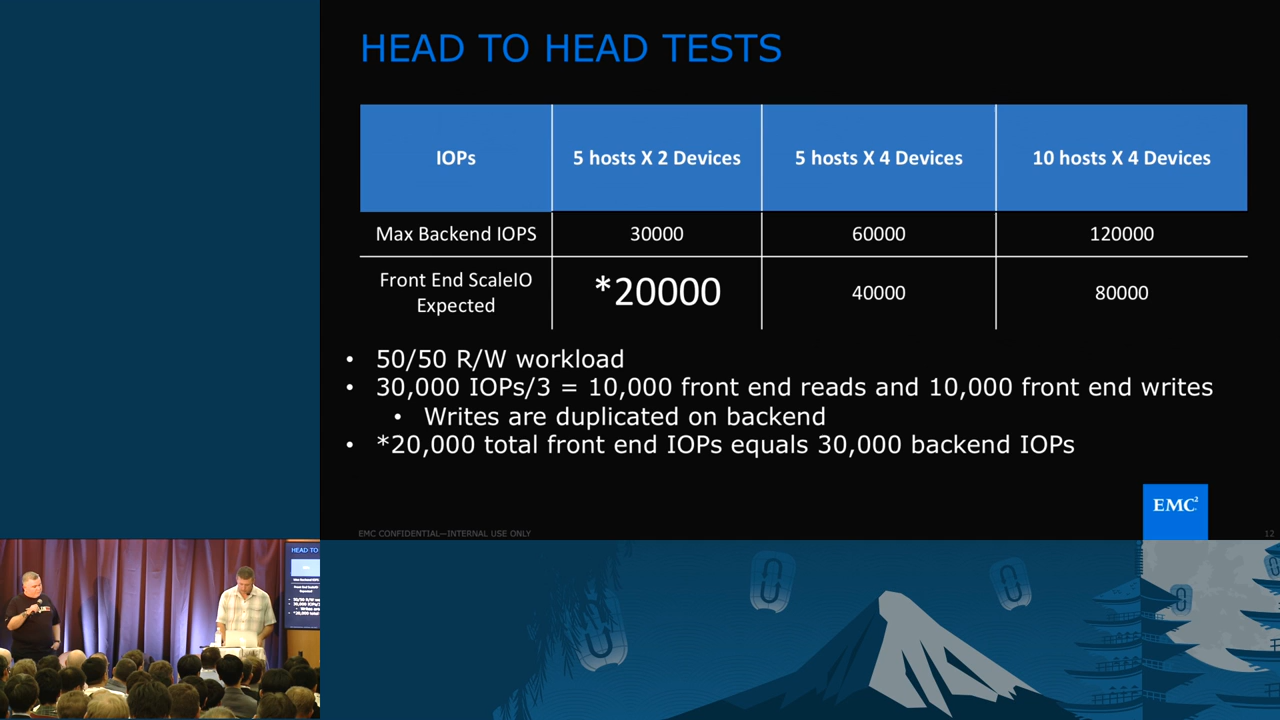 HEAD TO HEAD TESTS
IOPs
5 hosts X 2 Devices
5 hosts X 4 Devices
10 hosts X 4 Devices
Max Backend IOPS
30000
60000
120000
Front End ScaleIO
Expected
*20000
40000
80000
• 50/50 R/W workload
• 30,000 IOPs/3 = 10,000 front end reads and 10,000 front end writes
• Writes are duplicated on backend
• *20,000 total front end IOPs equals 30,000 backend IOPs
EMC²
EMC CONFIDENTIAL—INTERNAL USE ONLY
12
HEAD TO